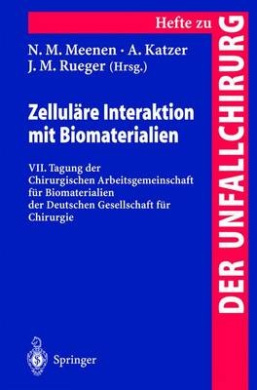 Hefte zu
DER UNFALLCHIRURG
N. M. Meenen · A. Katzer
J. M. Rueger (Hrsg.)
Zelluläre Interaktion
mit Biomaterialien
VII. Tagung der
Chirurgischen Arbeitsgemeinschaft
für Biomaterialien
der Deutschen Gesellschaft für
Chirurgie
Springer